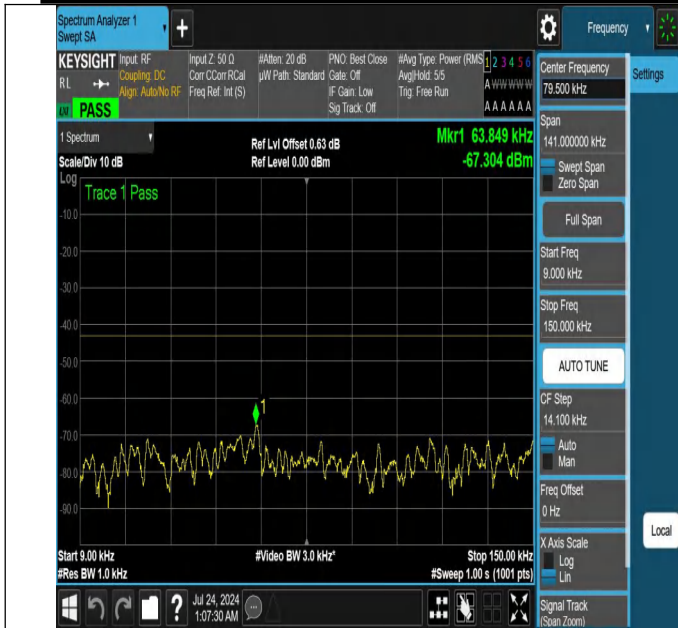 Spectrum Analyzer 1
Swept SA
+
Frequency
KEYSIGHT
RL
LXI
PASS
Input: RF
Coupling: DC
Align: Auto/No RF
Input Z: 50 Ω
Corr CCorr RCal
Freq Ref: Int (S)
#Atten: 20 dB
µW Path: Standard
PNO: Best Close
Gate: Off
IF Gain: Low
Sig Track: Off
#Avg Type: Power (RMS
Avg|Hold: 5/5
Trig: Free Run
1 2 3 4 5 6
A W W W W W
A A A A A A
1 Spectrum
Scale/Div 10 dB
Ref Lvl Offset 0.63 dB
Ref Level 0.00 dBm
Mkr1 63.849 kHz
-67.304 dBm
Log
Trace 1 Pass
-10.0
-20.0
-30.0
-40.0
-50.0
-60.0
-70.0
-80.0
-90.0
1
Start 9.00 kHz
#Res BW 1.0 kHz
#Video BW 3.0 kHz*
Stop 150.00 kHz
#Sweep 1.00 s (1001 pts)
?
Jul 24, 2024
1:07:30 AM
Center Frequency
79.500 kHz
Settings
Span
141.000000 kHz
Swept Span
Zero Span
Full Span
Start Freq
9.000 kHz
Stop Freq
150.000 kHz
AUTO TUNE
CF Step
14.100 kHz
Auto
Man
Freq Offset
0 Hz
X Axis Scale
Log
Lin
Local
Signal Track
(Span Zoom)